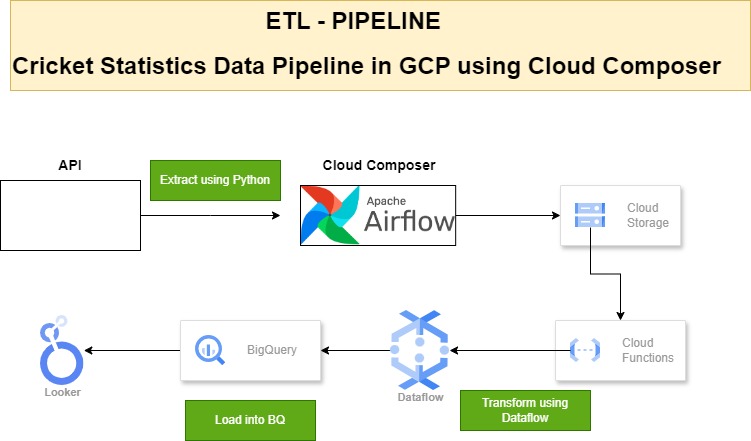 ETL - PIPELINE
Cricket Statistics Data Pipeline in GCP using Cloud Composer
API
Extract using Python
Cloud Composer
Apache
Airflow
Cloud
Storage
Cloud
Functions
Transform using
Dataflow
Dataflow
BigQuery
Load into BQ
Looker